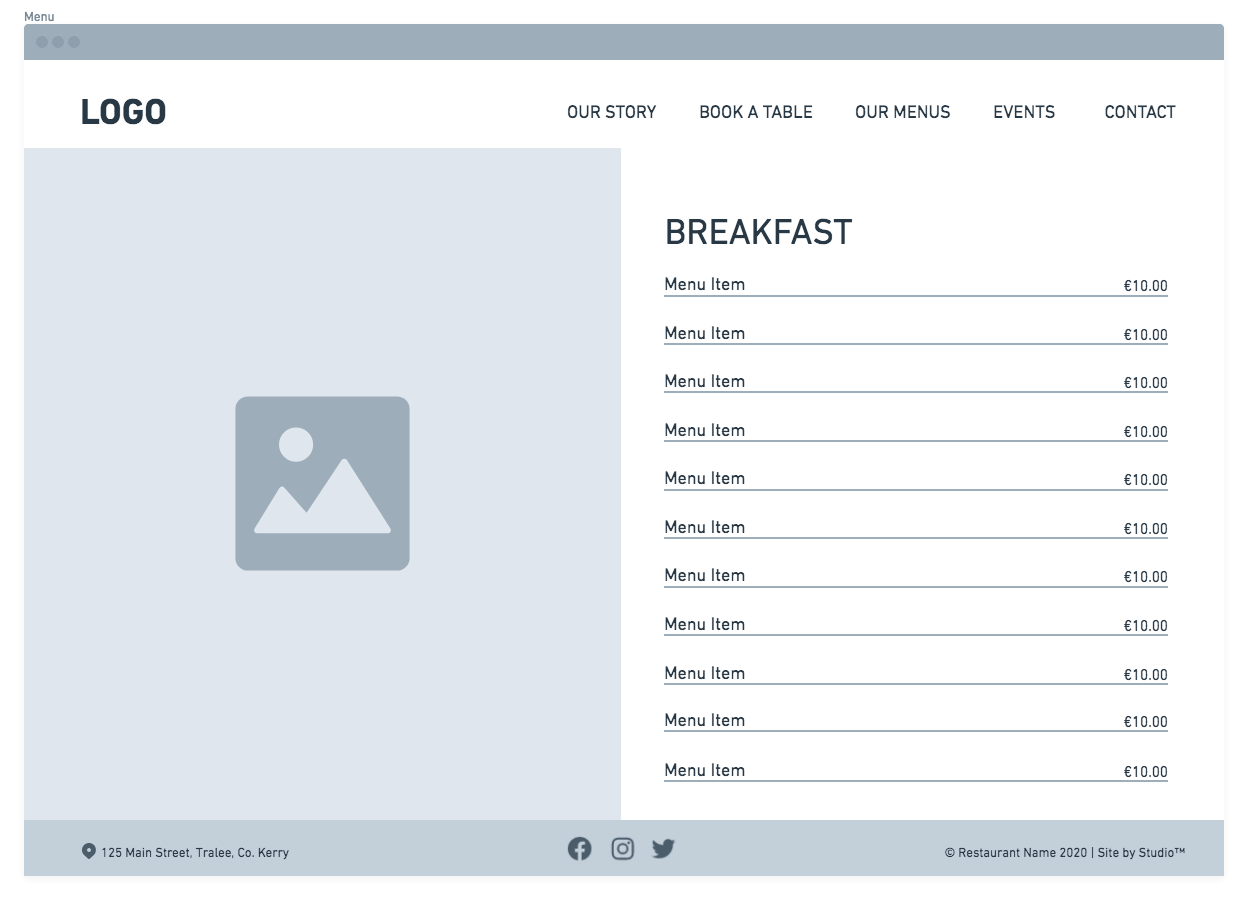 Menu
LOGO
OUR STORY BOOK A TABLE OUR MENUS EVENTS CONTACT
BREAKFAST
Menu Item €10.00
Menu Item €10.00
Menu Item €10.00
Menu Item €10.00
Menu Item €10.00
Menu Item €10.00
Menu Item €10.00
Menu Item €10.00
Menu Item €10.00
Menu Item €10.00
Menu Item €10.00
125 Main Street, Tralee, Co. Kerry
© Restaurant Name 2020 | Site by Studio™